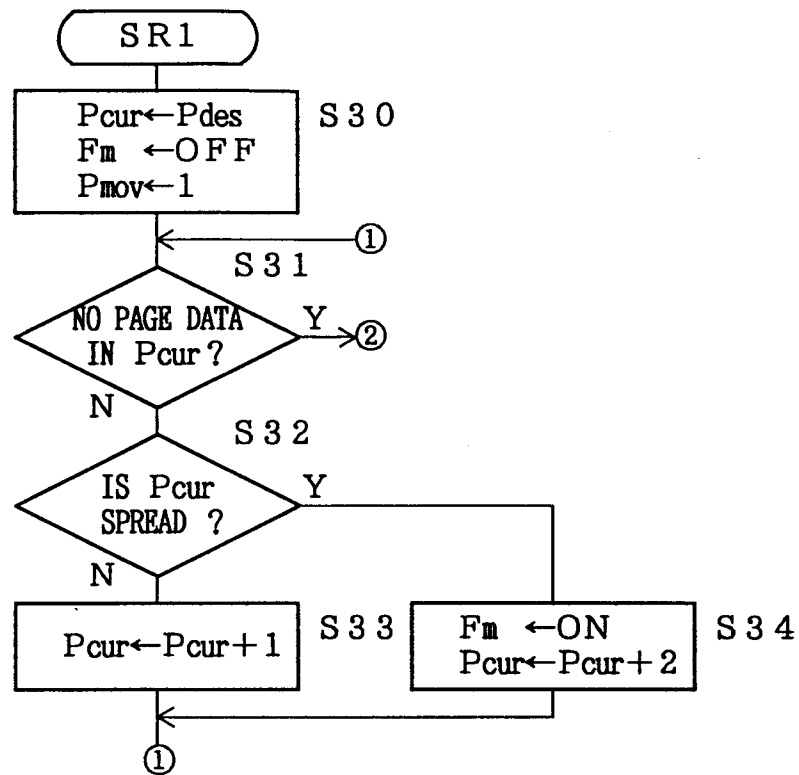 SR1
Pcur←Pdes
Fm ←OFF
Pmov←1
S30
①
S31
NO PAGE DATA
IN Pcur?
Y
②
N
S32
IS Pcur
SPREAD ?
Y
N
Pcur←Pcur+1
S33
Fm ←ON
Pcur←Pcur+2
S34
①